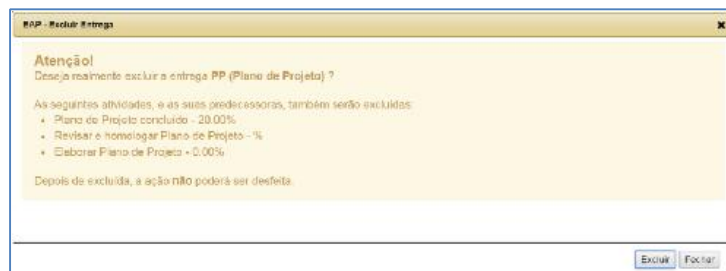 EAP - Excluir Entrega
Atenção!
Deseja realmente excluir a entrega PP (Plano de Projeto) ?
As seguintes atividades, e as suas predecessoras, também serão excluídas:
• Plano de Projeto concluído - 20.00%
• Revisar e homologar Plano de Projeto - %
• Elaborar Plano de Projeto - 0.00%
Depois de excluída, a ação não poderá ser desfeita.
Excluir Fechar